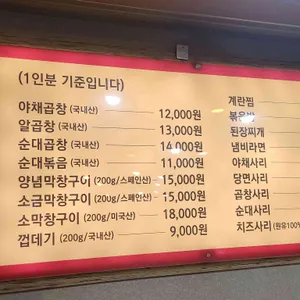 (1인분 기준입니다)
야채곱창 (국내산) 12,000원
알곱창 (국내산) 13,000원
순대곱창 (국내산) 14,000원
순대볶음 (국내산) 11,000원
양념막창구이 (200g/스페인산) 15,000원
소금막창구이 (200g/스페인산) 15,000원
소막창구이 (200g/미국산) 18,000원
껍데기 (200g/국내산) 9,000원
계란찜
볶음밥
된장찌개
냄비라면
야채사리
당면사리
곱창사리
순대사리
치즈사리 (원유100%